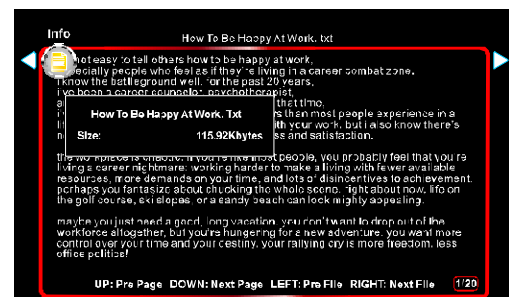 Info
How To Be Happy At Work. txt
not easy to tell others how to be happy at work,
ecially people who feel as if they're living in a career combat zone.
i know the battleground well. for the past 20 years,
i've been a career counselor, psychotherapist,
that time,
rs than most people experience in a
ith your work, but i also know there's
ss and satisfaction.
How To Be Happy At Work. Txt
Size: 115.92Kbytes
the workplace is chaotic. if you're like most people, you probably feel that you're
living a career nightmare: working harder to make a living with fewer available
resources, more demands on your time, and lots of disincentives to achievement.
perhaps you fantasize about chucking the whole scene. right about now, life on
the golf course, ski slopes, or a sandy beach can look mighty appealing.
maybe you just need a good, long vacation. you don't want to drop out of the
workforce altogether, but you're hungering for a new adventure. you want more
control over your time and your destiny. your rallying cry is more freedom. less
office politics!
UP: Pre Page DOWN: Next Page LEFT: Pre File RIGHT: Next File 1/20